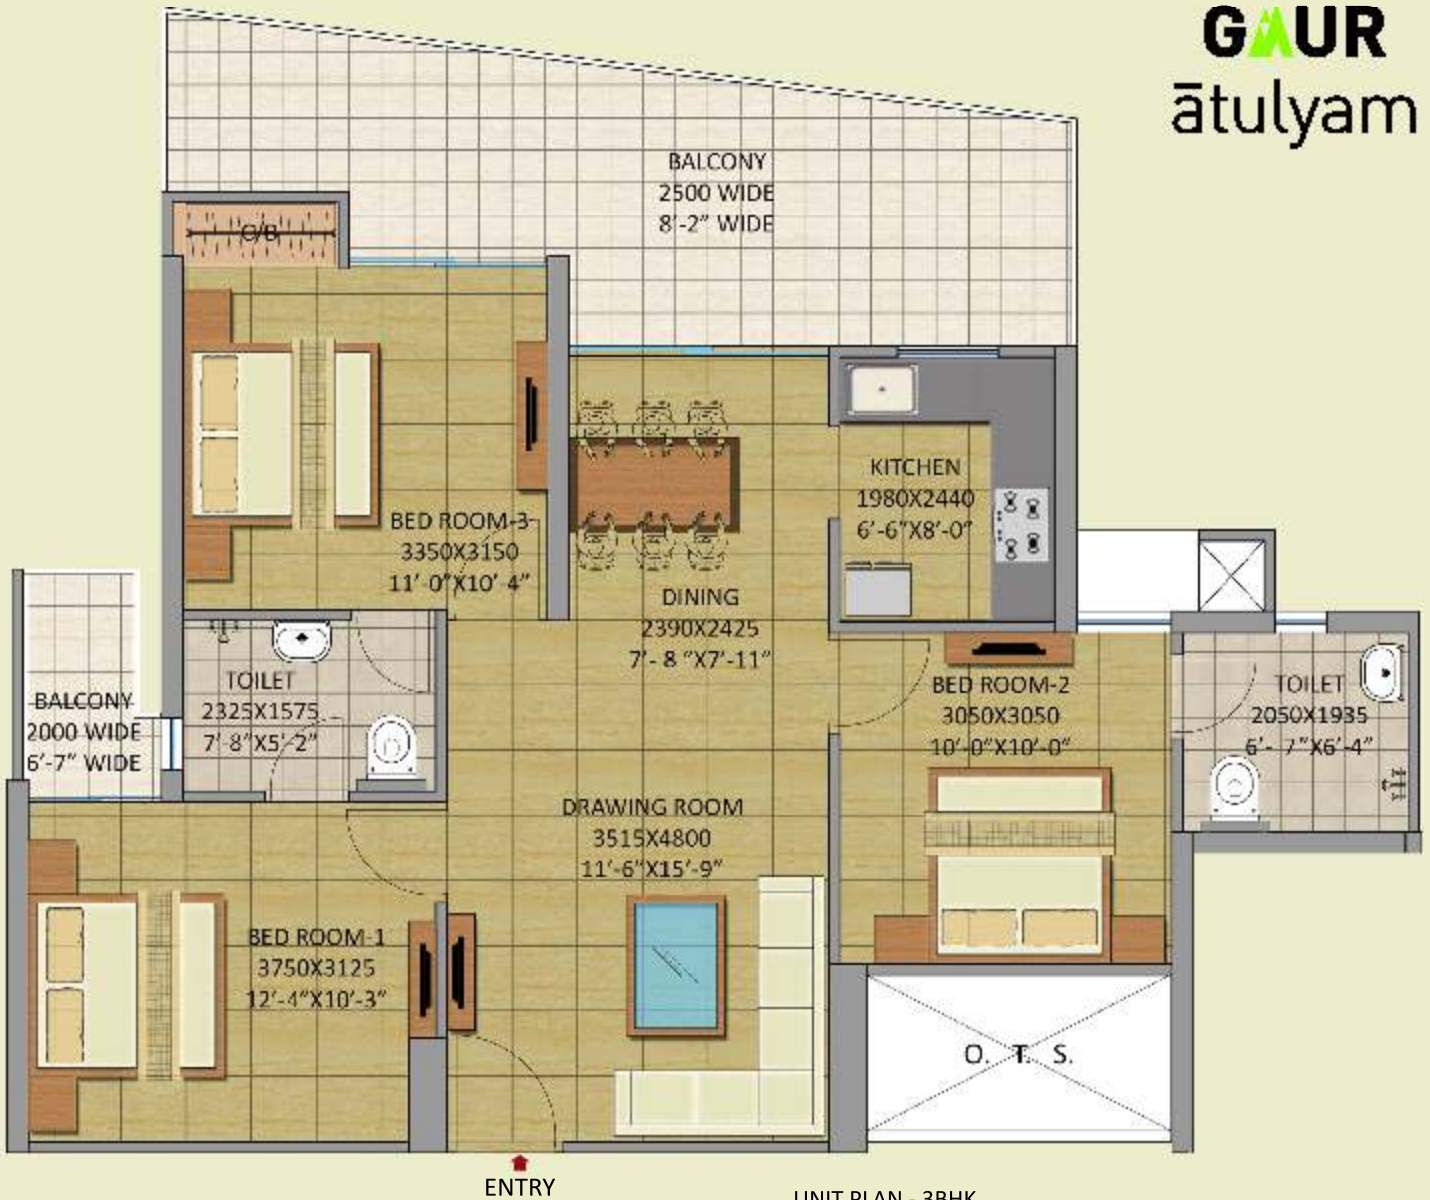 GAUR
ātulyam
BALCONY
2500 WIDE
8'-2" WIDE
C/B
KITCHEN
1980X2440
6'-6"X8'-0"
BED ROOM-3
3350X3150
11'-0"X10'-4"
DINING
2390X2425
7'- 8 "X7'-11"
TOILET
2325X1575
7'-8"X5'-2"
BED ROOM-2
3050X3050
10'-0"X10'-0"
TOILET
2050X1935
6'- 7"X6'-4"
BALCONY
2000 WIDE
6'-7" WIDE
DRAWING ROOM
3515X4800
11'-6"X15'-9"
BED ROOM-1
3750X3125
12'-4"X10'-3"
O. T. S.
ENTRY
UNIT PLAN - 3BHK